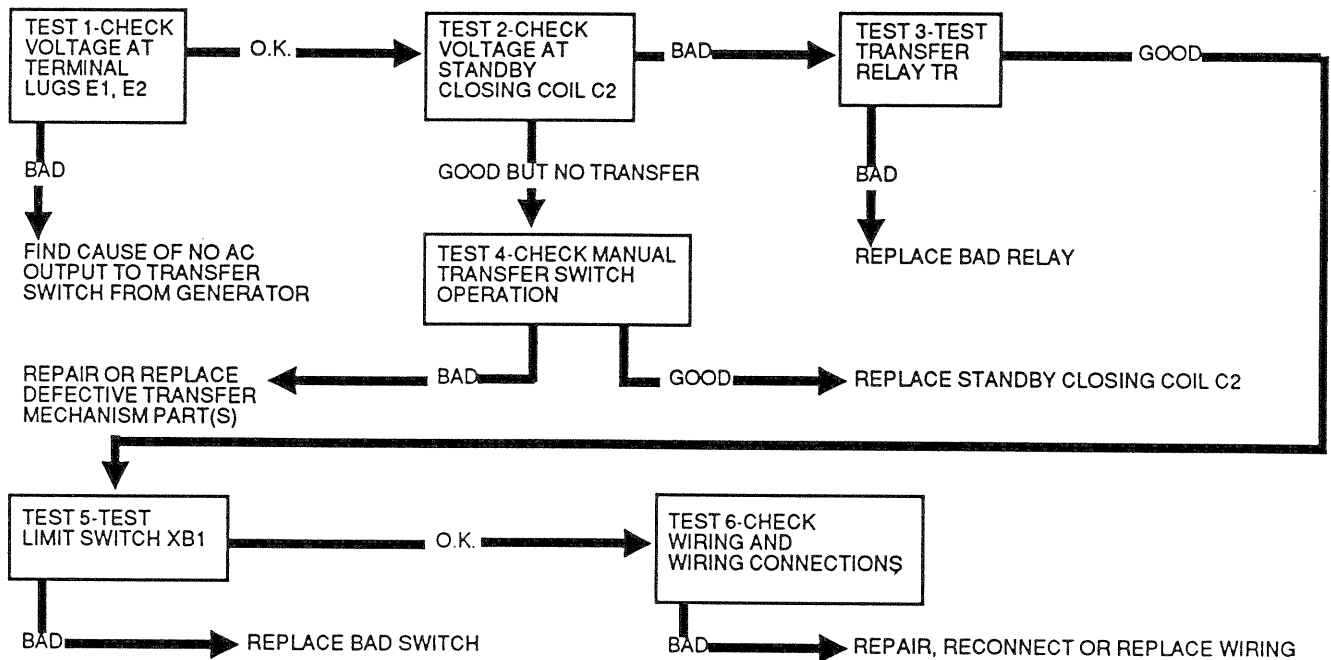 TEST 1-CHECK
VOLTAGE AT
TERMINAL
LUGS E1, E2
O.K.
TEST 2-CHECK
VOLTAGE AT
STANDBY
CLOSING COIL C2
BAD
TEST 3-TEST
TRANSFER
RELAY TR
GOOD
BAD
FIND CAUSE OF NO AC
OUTPUT TO TRANSFER
SWITCH FROM GENERATOR
GOOD BUT NO TRANSFER
BAD
REPLACE BAD RELAY
TEST 4-CHECK MANUAL
TRANSFER SWITCH
OPERATION
BAD
REPAIR OR REPLACE
DEFECTIVE TRANSFER
MECHANISM PART(S)
GOOD
REPLACE STANDBY CLOSING COIL C2
TEST 5-TEST
LIMIT SWITCH XB1
O.K.
TEST 6-CHECK
WIRING AND
WIRING CONNECTIONS
BAD
REPLACE BAD SWITCH
BAD
REPAIR, RECONNECT OR REPLACE WIRING